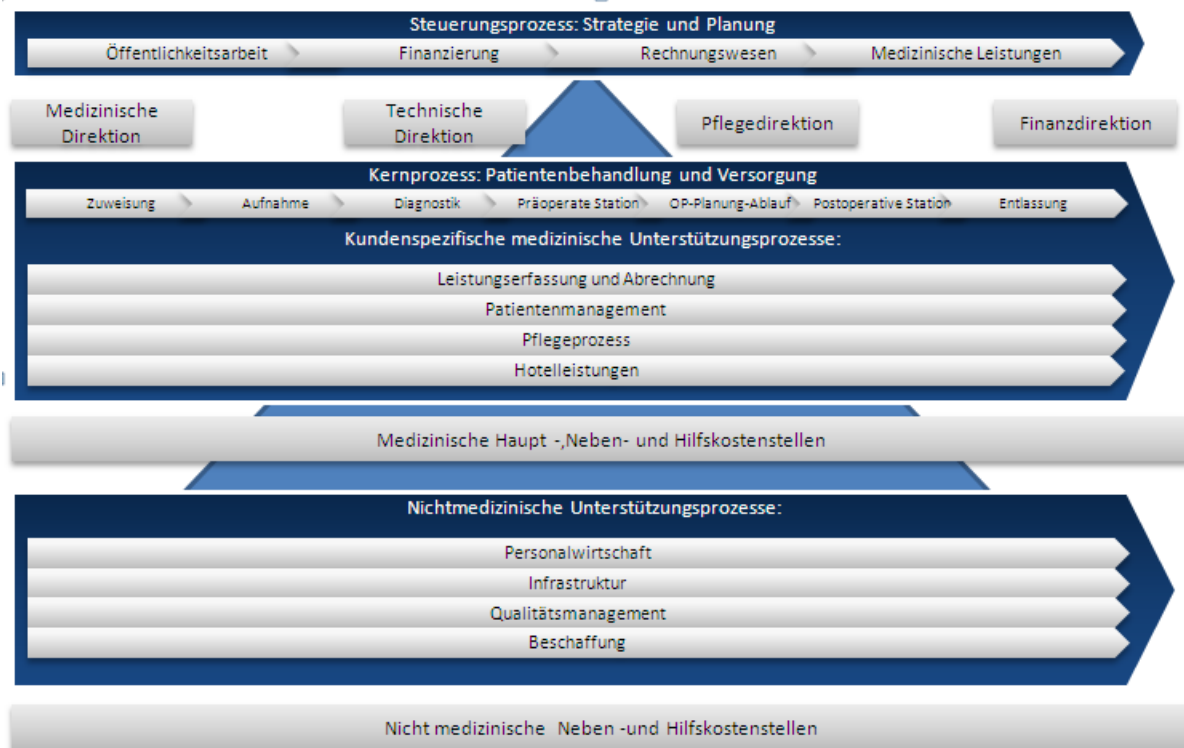 Steuerungsprozess: Strategie und Planung
Öffentlichkeitsarbeit Finanzierung Rechnungswesen Medizinische Leistungen
Medizinische
Direktion
Technische
Direktion
Pflegedirektion
Finanzdirektion
Kernprozess: Patientenbehandlung und Versorgung
Zuweisung Aufnahme Diagnostik Präoperate Station OP-Planung-Ablauf Postoperative Station Entlassung
Kundenspezifische medizinische Unterstützungsprozesse:
Leistungserfassung und Abrechnung
Patientenmanagement
Pflegeprozess
Hotelleistungen
Medizinische Haupt -,Neben- und Hilfskostenstellen
Nichtmedizinische Unterstützungsprozesse:
Personalwirtschaft
Infrastruktur
Qualitätsmanagement
Beschaffung
Nicht medizinische Neben -und Hilfskostenstellen